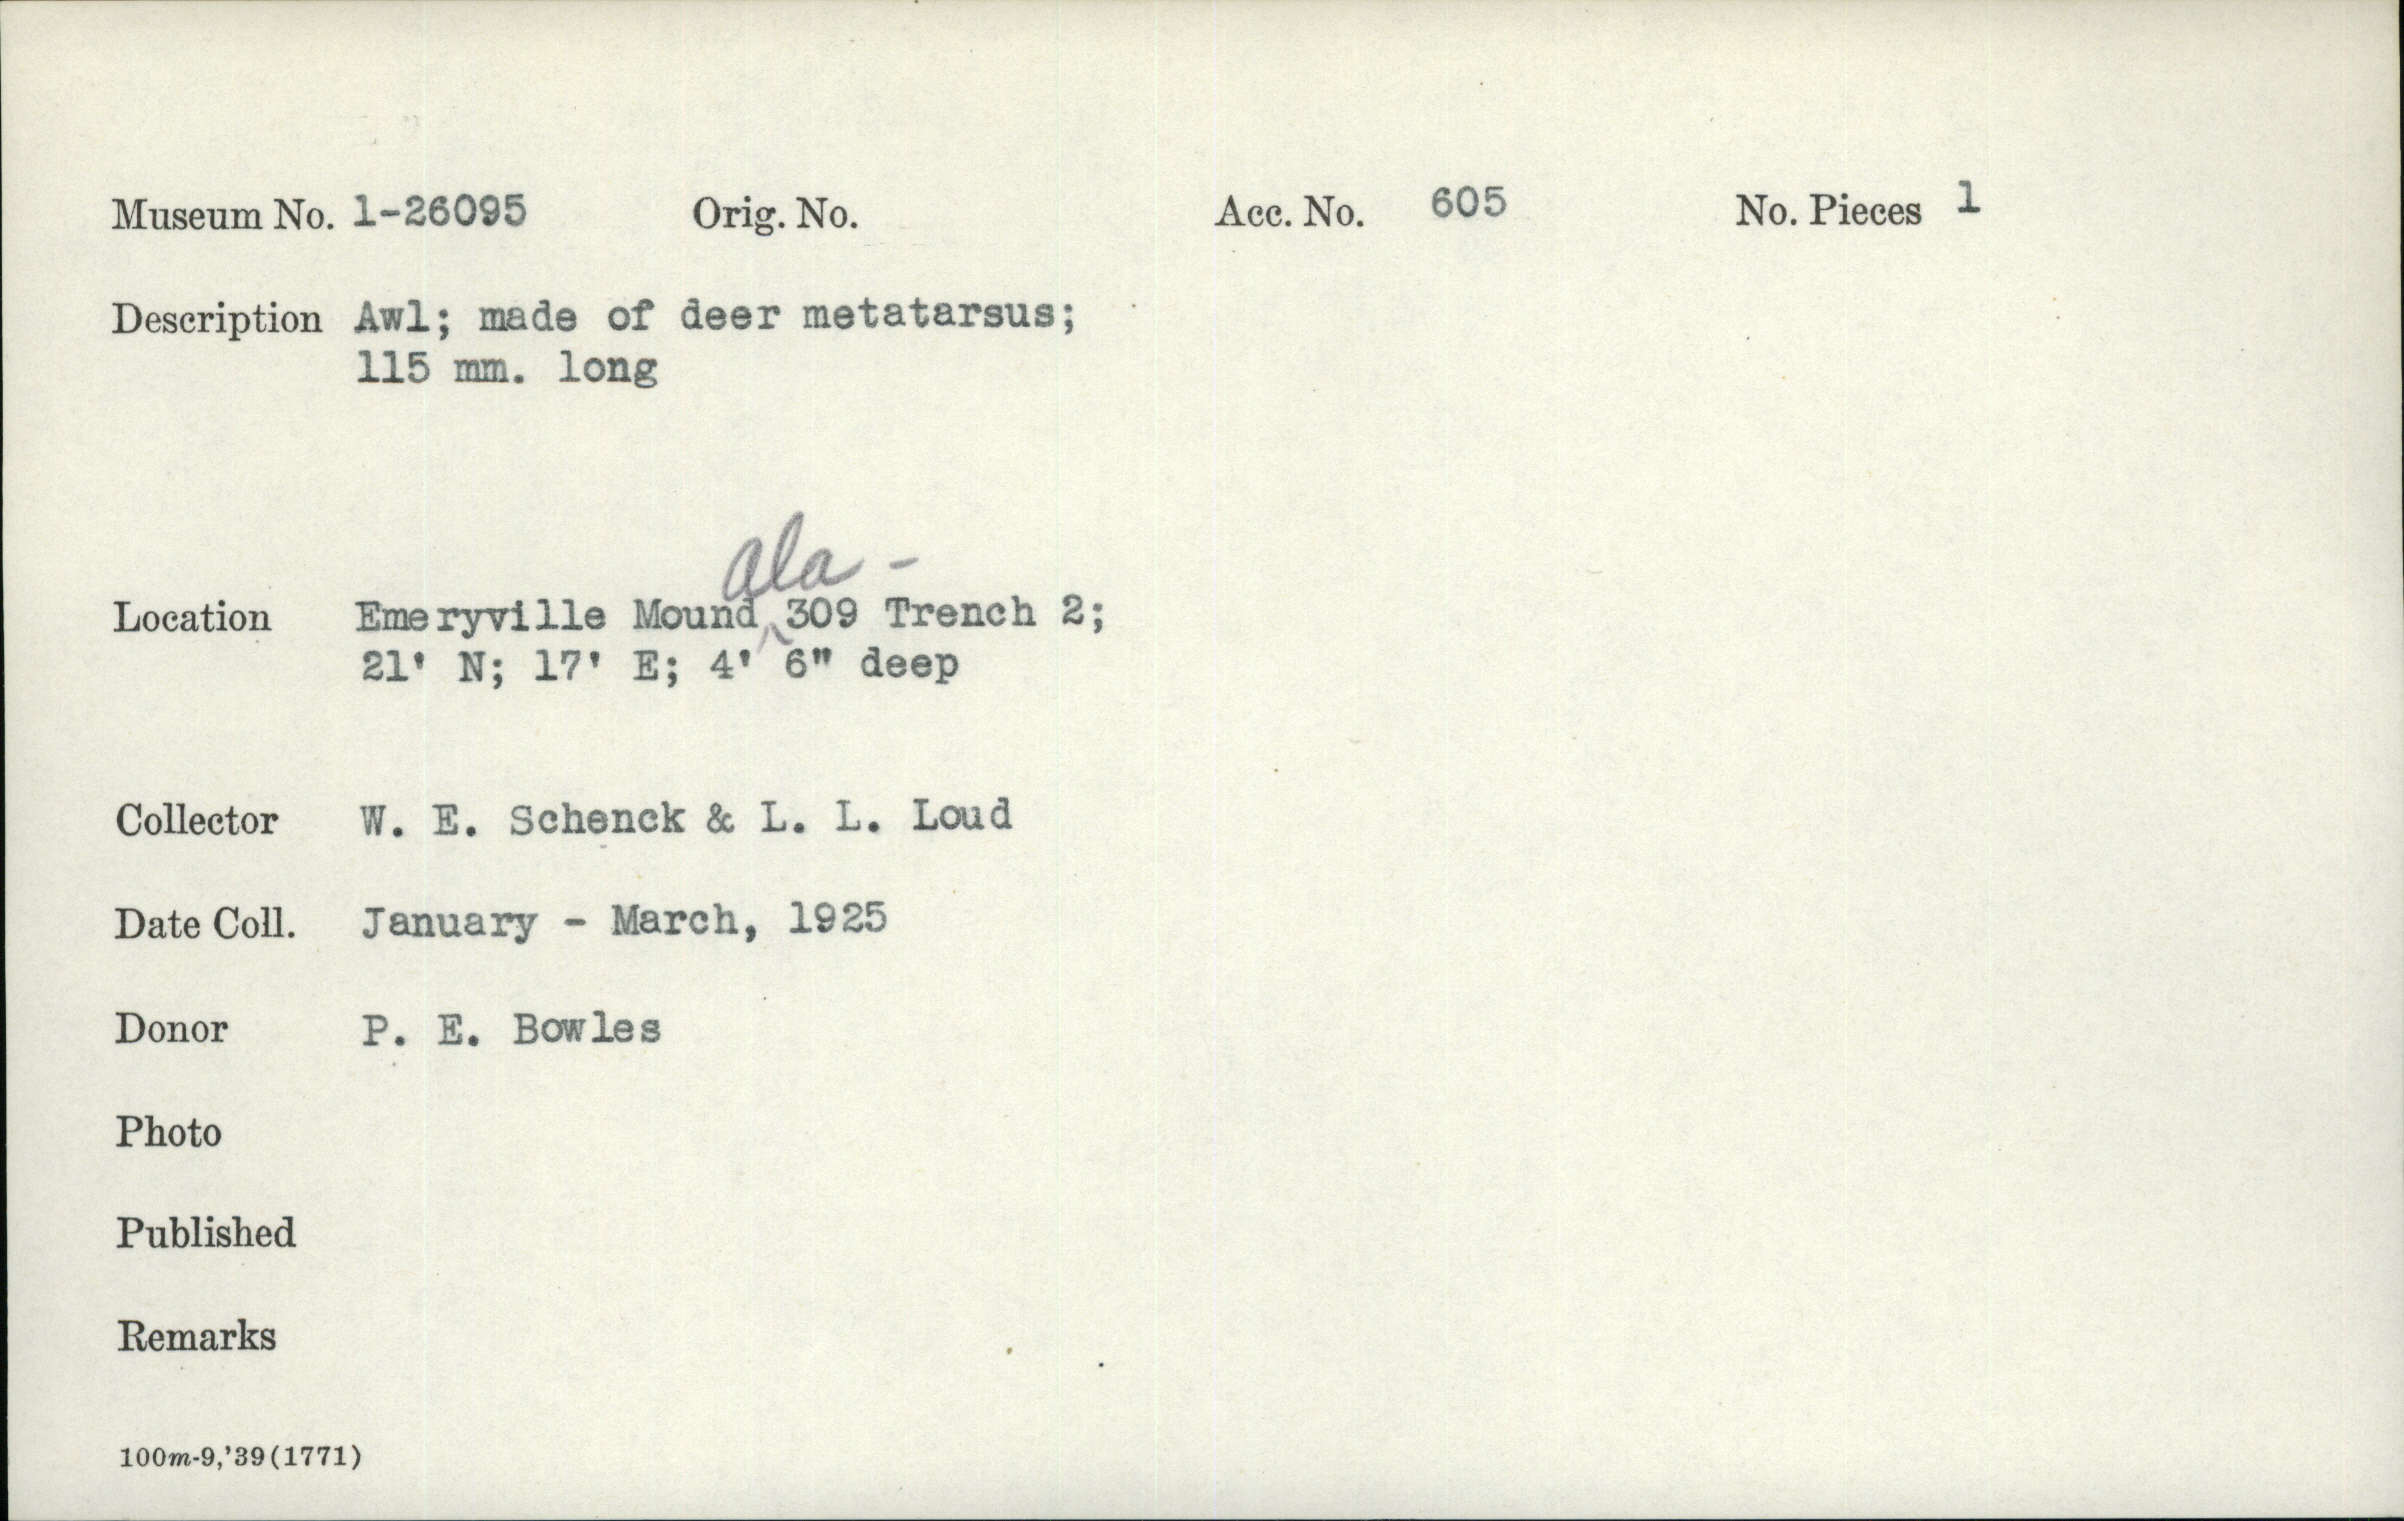 Museum No. 1-26095 Orig. No. Acc. No. 605 No. Pieces 1
Description Awl; made of deer metatarsus;
115 mm. long
ala -
Location Emeryville Mound ^ 309 Trench 2;
21' N; 17' E; 4' 6" deep
Collector W. E. Schenck & L. L. Loud
Date Coll. January - March, 1925
Donor P. E. Bowles
Photo
Published
Remarks
100m-9,'39(1771)